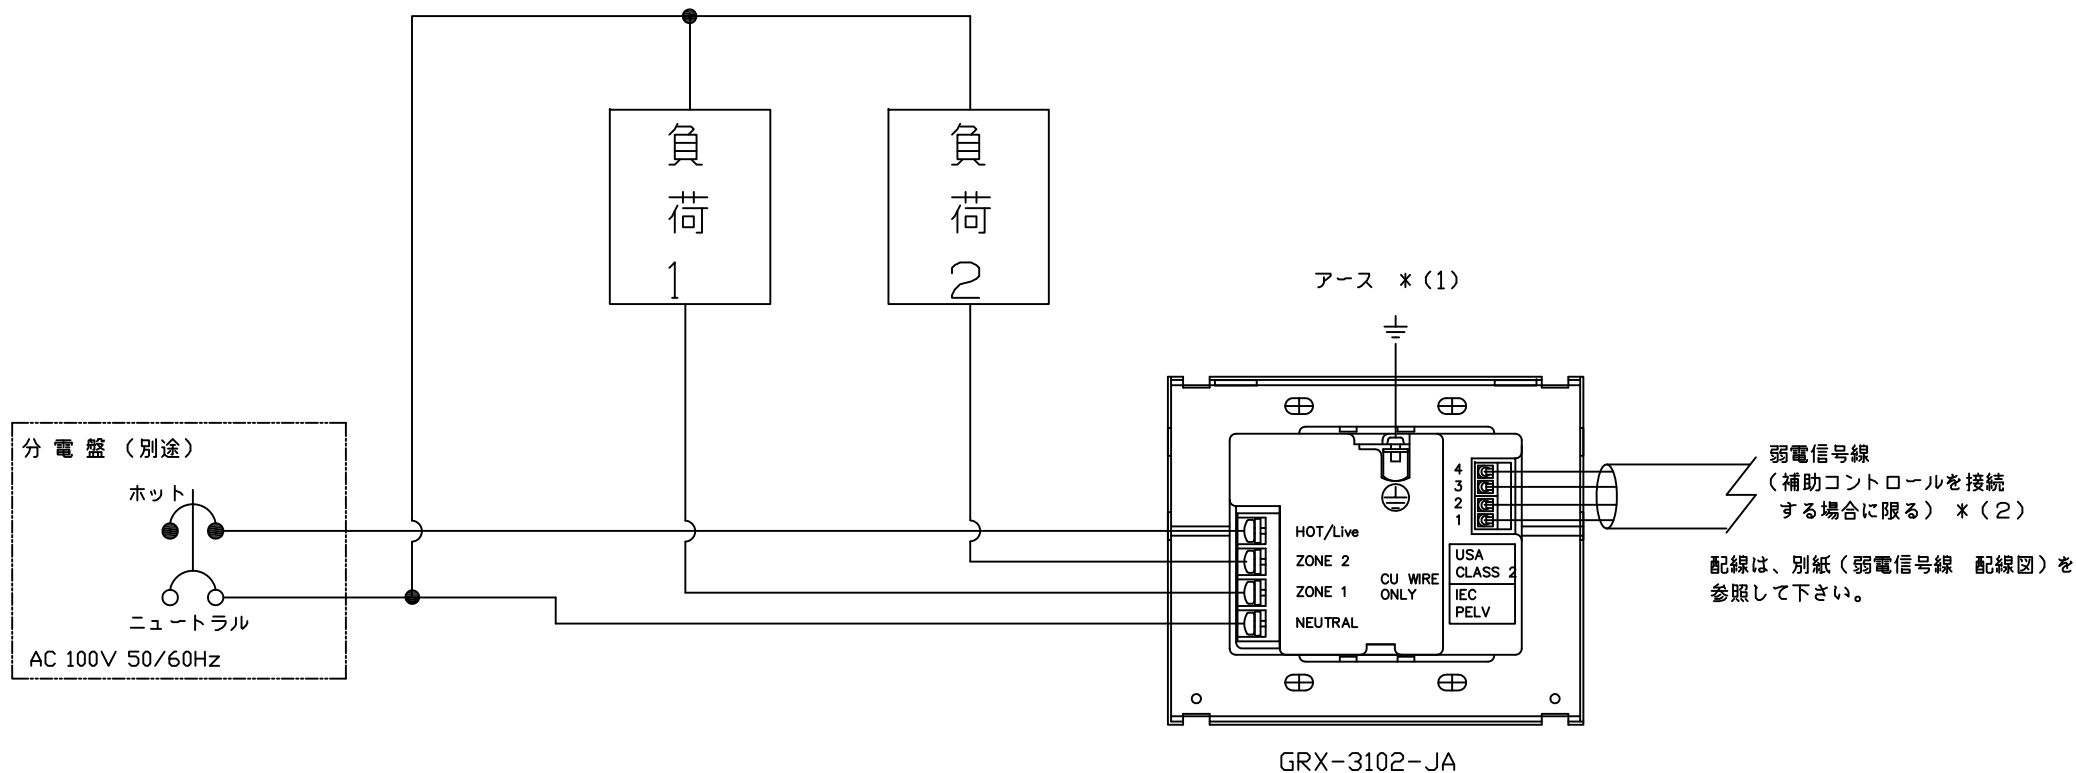 負荷1
負荷2
アース ＊(1)
分電盤 (別途)
ホット
ニュートラル
AC 100V 50/60Hz
HOT/Live
ZONE 2
ZONE 1
NEUTRAL
CU WIRE
ONLY
4
3
2
1
USA
CLASS 2
IEC
PELV
弱電信号線
(補助コントロールを接続
する場合に限る) ＊(2)
配線は、別紙(弱電信号線 配線図)を
参照して下さい。
GRX-3102-JA